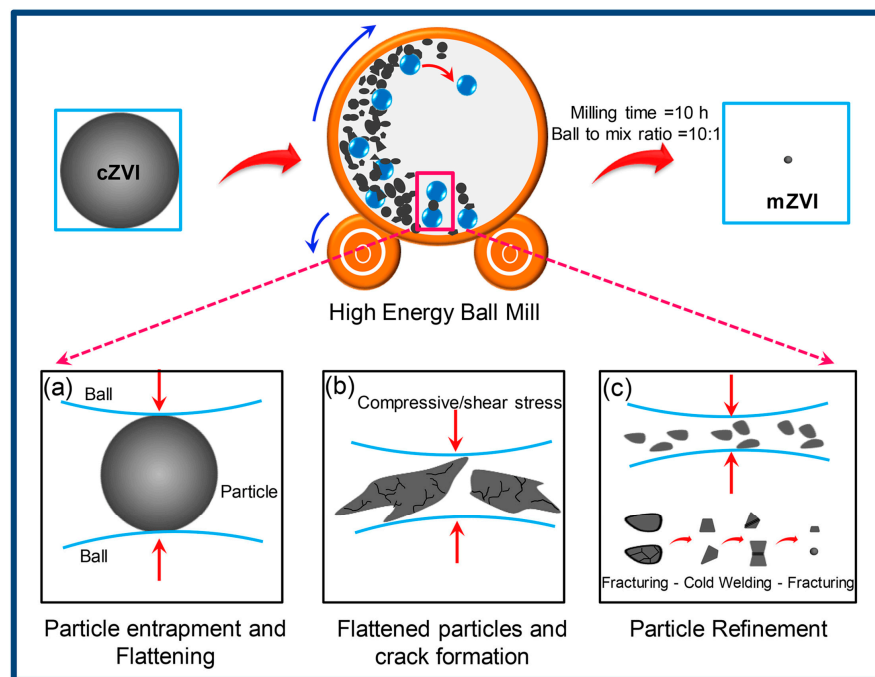 cZVI
Milling time =10 h
Ball to mix ratio =10:1
mZVI
High Energy Ball Mill
(a)
Ball
Particle
Ball
Particle entrapment and
Flattening
(b)
Compressive/shear stress
Flattened particles and
crack formation
(c)
Fracturing - Cold Welding - Fracturing
Particle Refinement